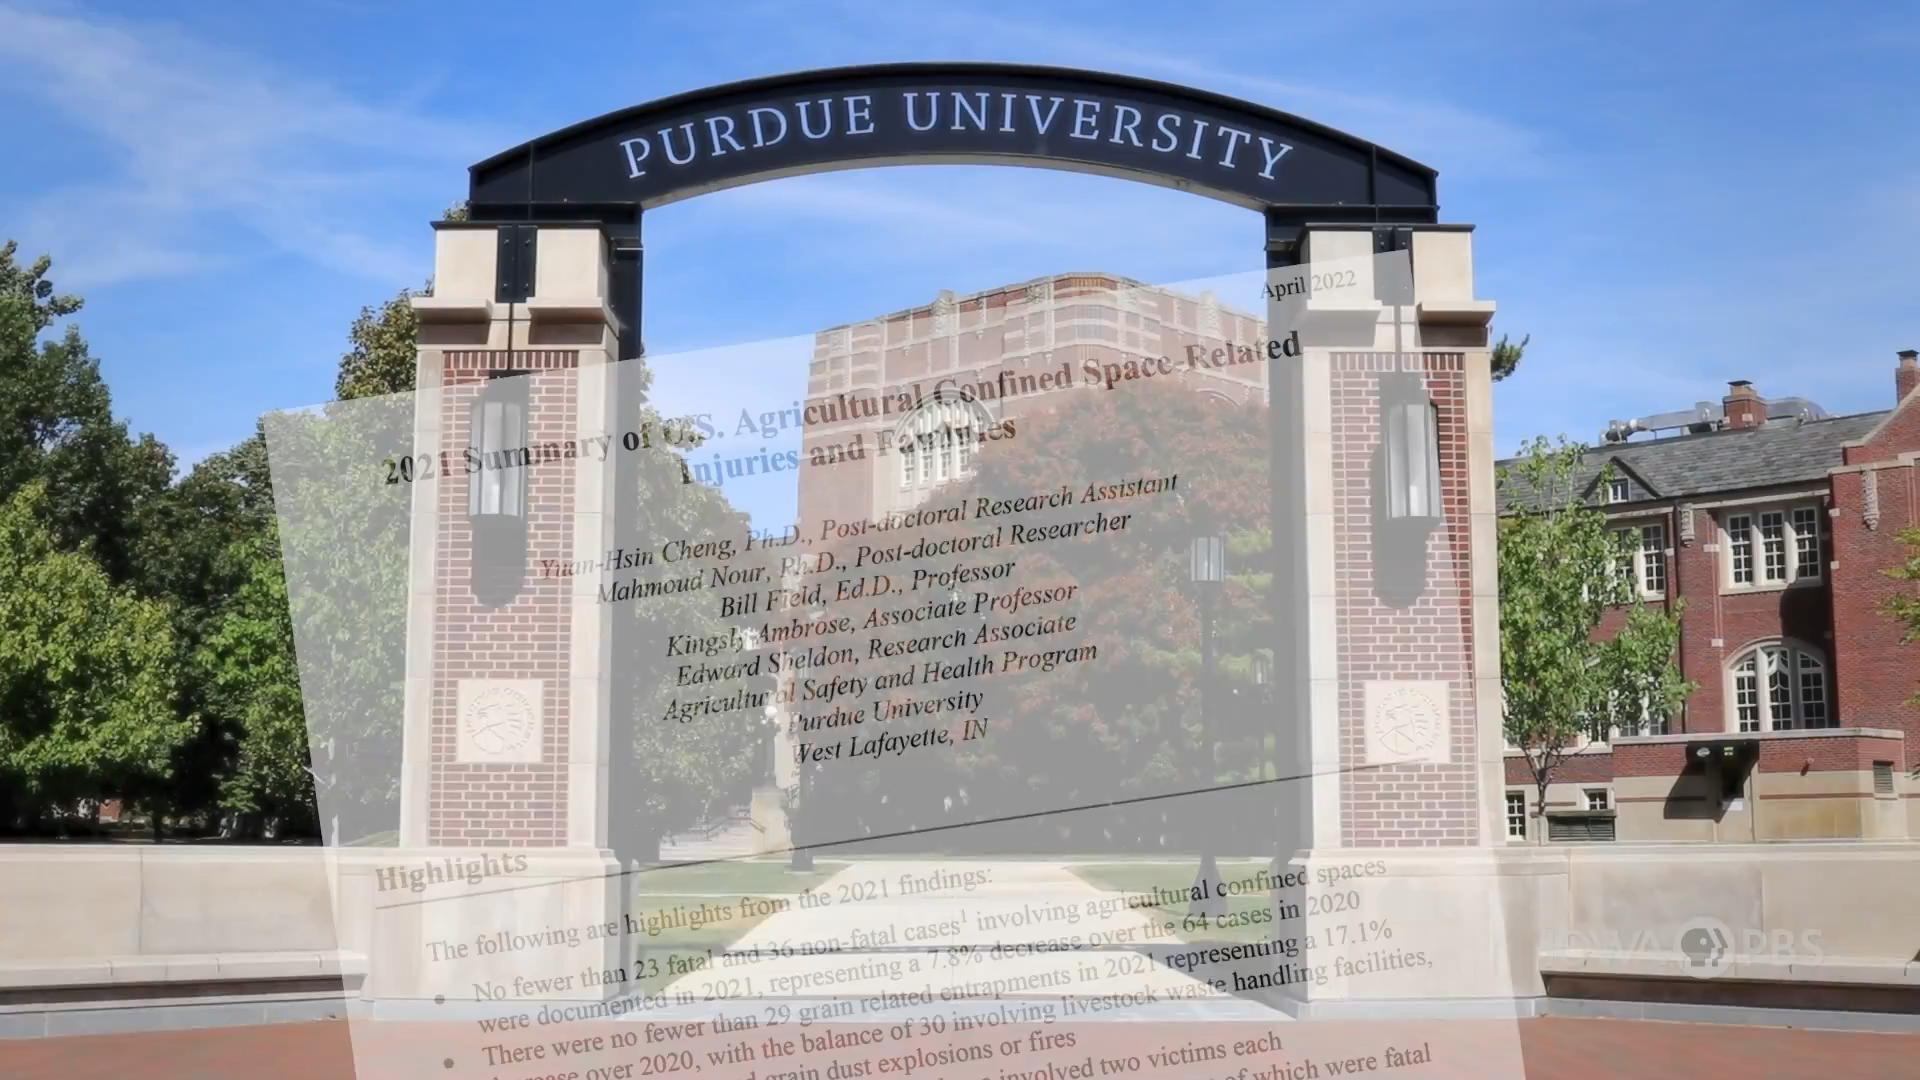 PURDUE UNIVERSITY
April 2022
2021 Summary of U.S. Agricultural Confined Space-Related
Injuries and Fatalities
Yuan-Hsin Cheng, Ph.D., Post-doctoral Research Assistant
Mahmoud Nour, Ph.D., Post-doctoral Researcher
Bill Field, Ed.D., Professor
Kingsly Ambrose, Associate Professor
Edward Sheldon, Research Associate
Agricultural Safety and Health Program
Purdue University
West Lafayette, IN
Highlights
The following are highlights from the 2021 findings:
• No fewer than 23 fatal and 36 non-fatal cases¹ involving agricultural confined spaces
were documented in 2021, representing a 7.8% decrease over the 64 cases in 2020
• There were no fewer than 29 grain related entrapments in 2021 representing a 17.1%
over 2020, with the balance of 30 involving livestock waste handling facilities,
grain dust explosions or fires
involved two victims each
of which were fatal
IOWA PBS